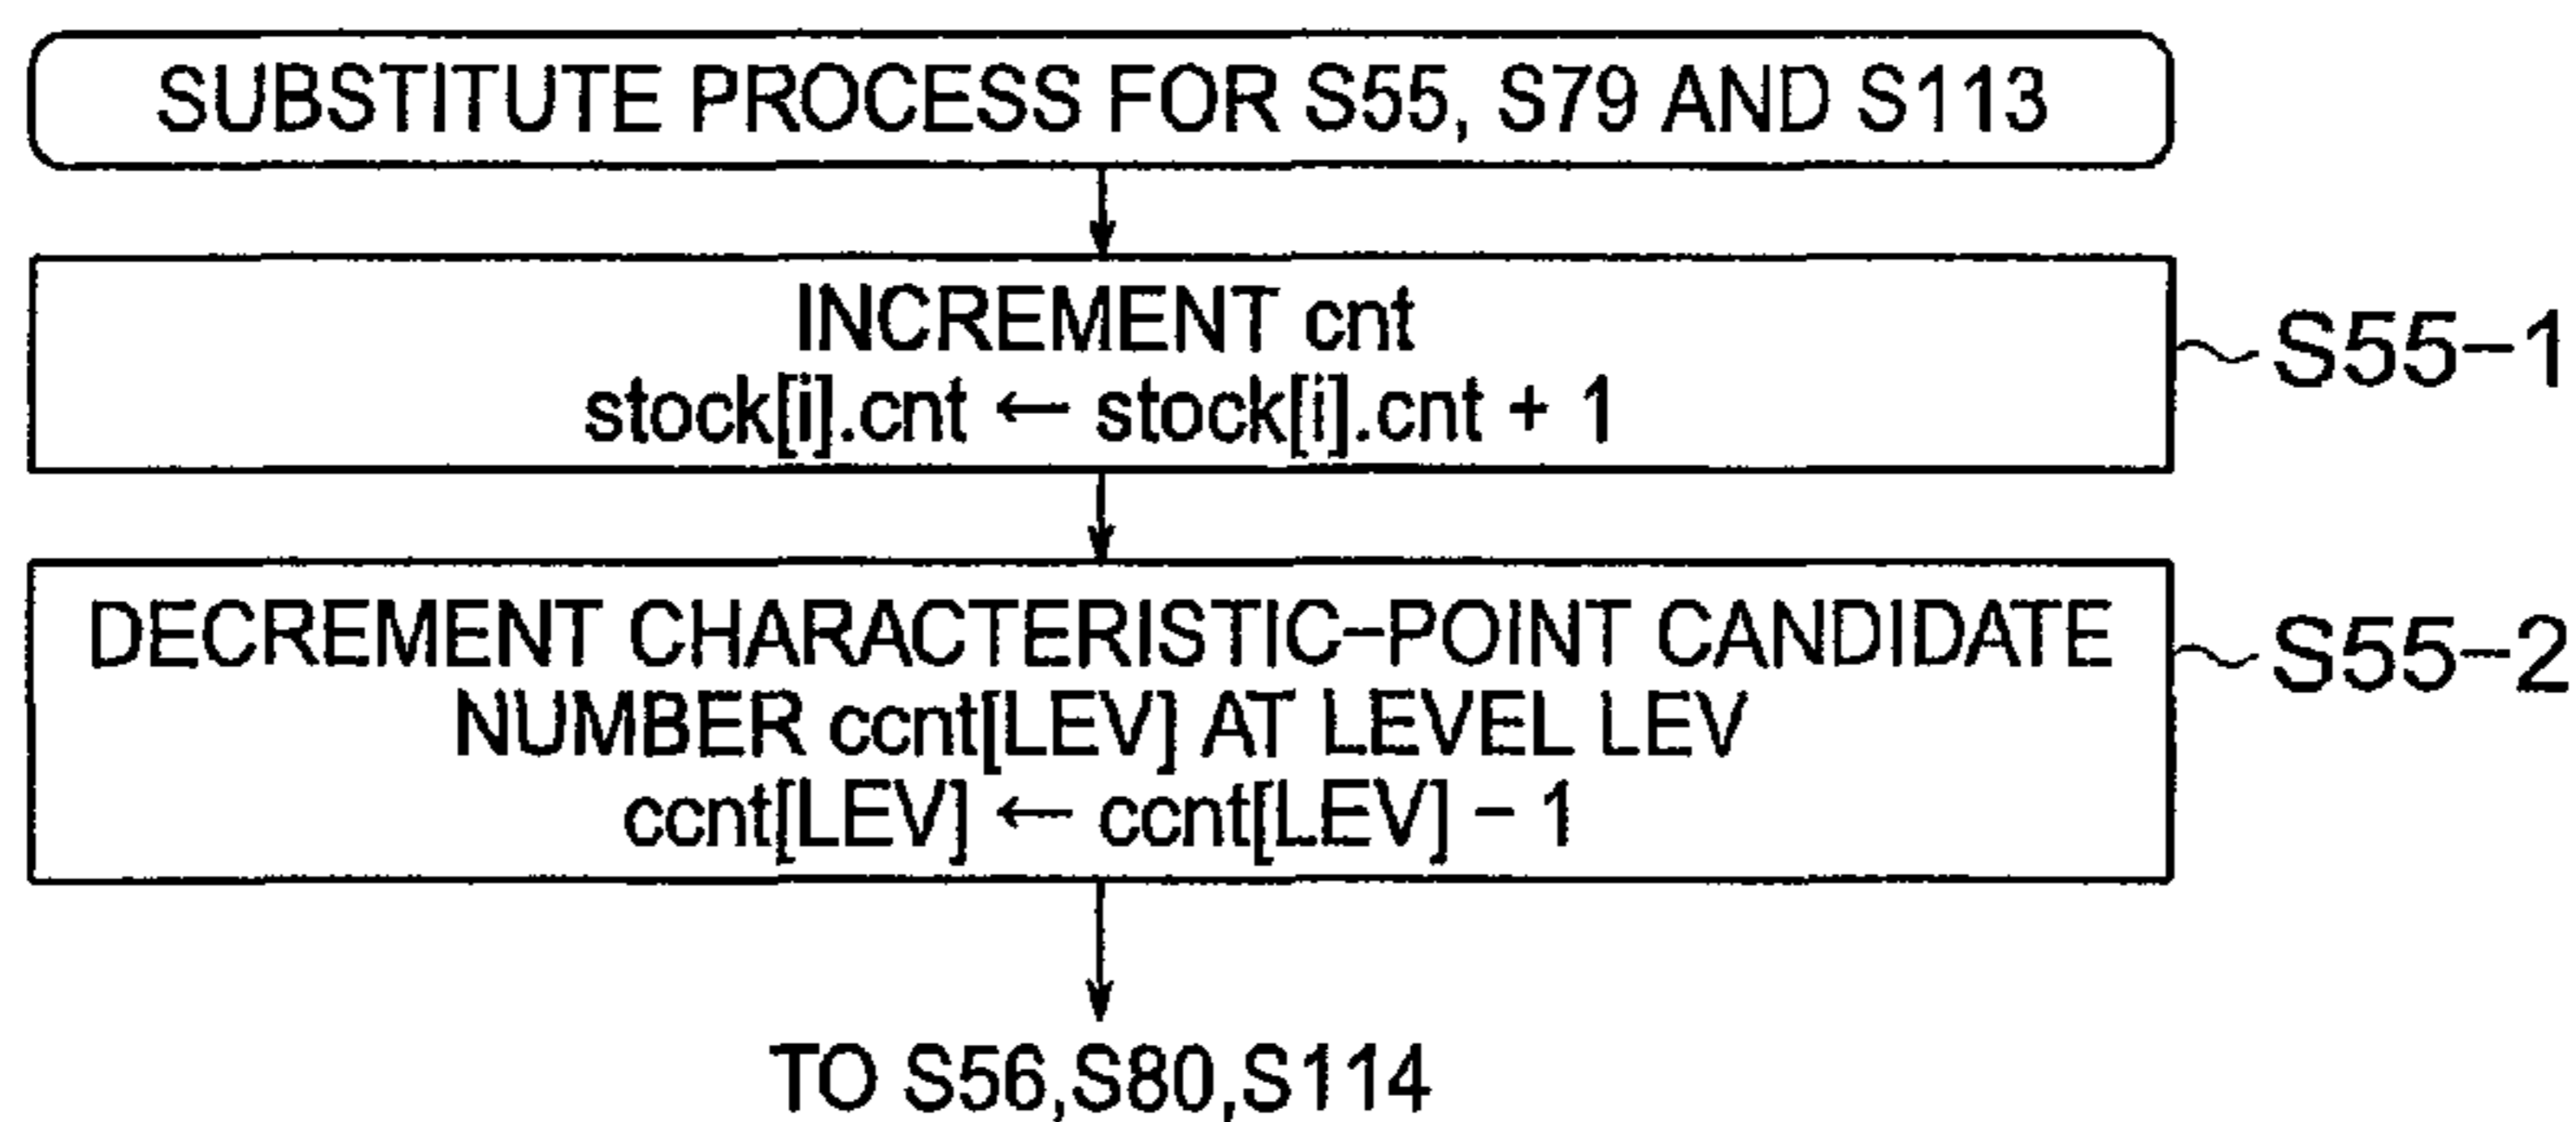 SUBSTITUTE PROCESS FOR S55, S79 AND S113
INCREMENT cnt
stock[i].cnt ← stock[i].cnt + 1
S55-1
DECREMENT CHARACTERISTIC-POINT CANDIDATE
NUMBER ccnt[LEV] AT LEVEL LEV
ccnt[LEV] ← ccnt[LEV] - 1
S55-2
TO S56,S80,S114